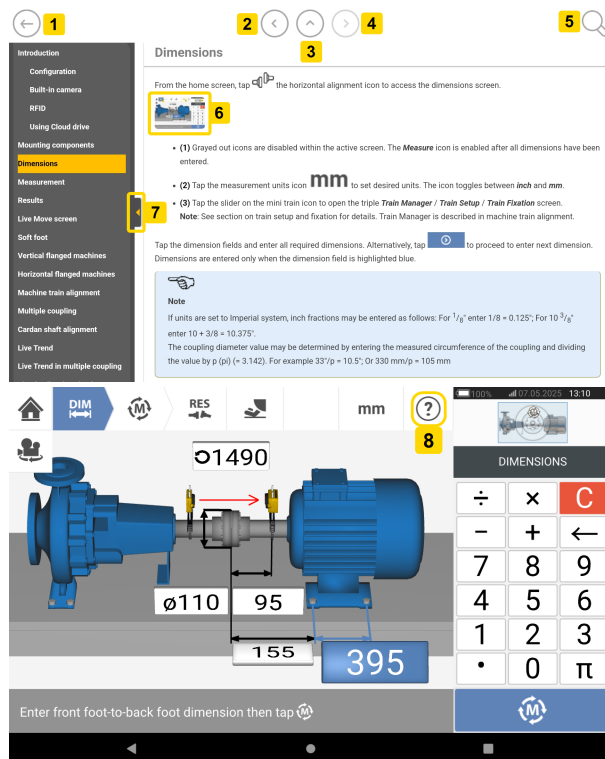 1
2
3
4
5
Introduction
Configuration
Built-in camera
RFID
Using Cloud drive
Mounting components
Dimensions
Measurement
Results
Live Move screen
Soft foot
Vertical flanged machines
Horizontal flanged machines
Machine train alignment
Multiple coupling
Cardan shaft alignment
Live Trend
Live Trend in multiple coupling
7
Dimensions
From the home screen, tap the horizontal alignment icon to access the dimensions screen.
6
• (1) Grayed out icons are disabled within the active screen. The Measure icon is enabled after all dimensions have been
entered.
• (2) Tap the measurement units icon mm to set desired units. The icon toggles between inch and mm.
• (3) Tap the slider on the mini train icon to open the triple Train Manager / Train Setup / Train Fixation screen.
Note: See section on train setup and fixation for details. Train Manager is described in machine train alignment.
Tap the dimension fields and enter all required dimensions. Alternatively, tap to proceed to enter next dimension.
Dimensions are entered only when the dimension field is highlighted blue.
Note
If units are set to Imperial system, inch fractions may be entered as follows: For 1/8" enter 1/8 = 0.125"; For 10 3/8"
enter 10 + 3/8 = 10.375".
The coupling diameter value may be determined by entering the measured circumference of the coupling and dividing
the value by p (pi) (= 3.142). For example 33"/p = 10.5"; Or 330 mm/p = 105 mm
DIM
M
RES
mm
?
8
100% 07.05.2025 13:10
DIMENSIONS
1490
ø110
95
155
395
÷ × C
− + ←
7 8 9
4 5 6
1 2 3
• 0 π
Enter front foot-to-back foot dimension then tap M
M